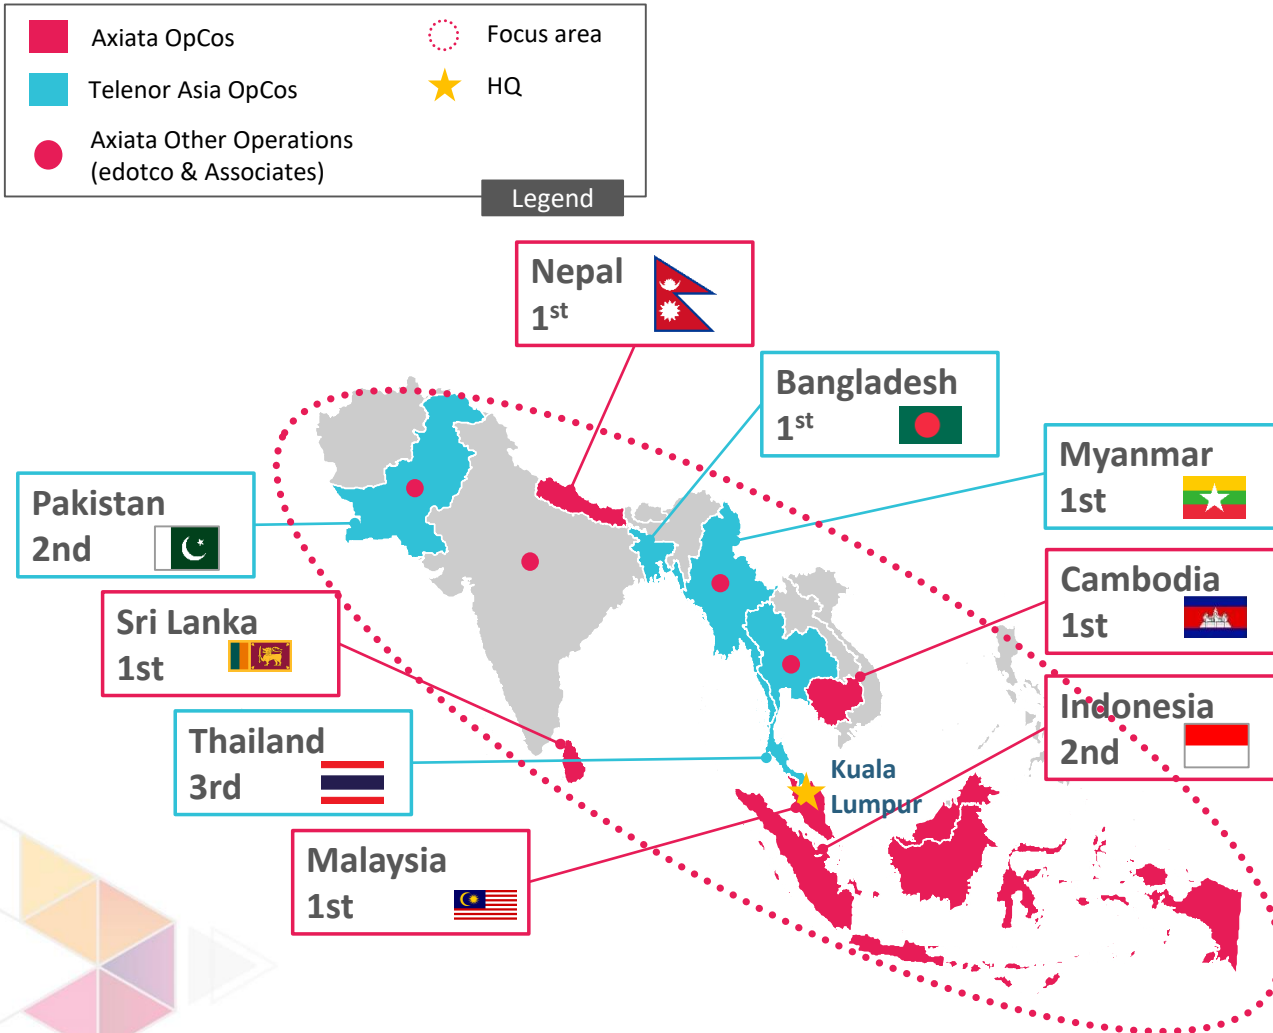 Axiata OpCos
Focus area
Telenor Asia OpCos
HQ
Axiata Other Operations
(edotco & Associates)
Legend
Nepal
1st
Bangladesh
1st
Myanmar
1st
Pakistan
2nd
Cambodia
1st
Sri Lanka
1st
Indonesia
2nd
Thailand
3rd
Kuala
Lumpur
Malaysia
1st